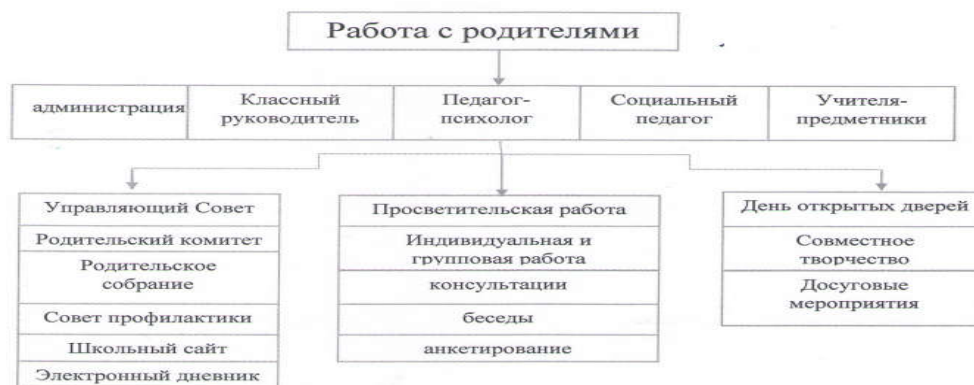 Работа с родителями
администрация
Классный
руководитель
Педагог-
психолог
Социальный
педагог
Учителя-
предметники
Управляющий Совет
Родительский комитет
Родительское
собрание
Совет профилактики
Школьный сайт
Электронный дневник
Просветительская работа
Индивидуальная и
групповая работа
консультации
беседы
анкетирование
День открытых дверей
Совместное
творчество
Досуговые
мероприятия